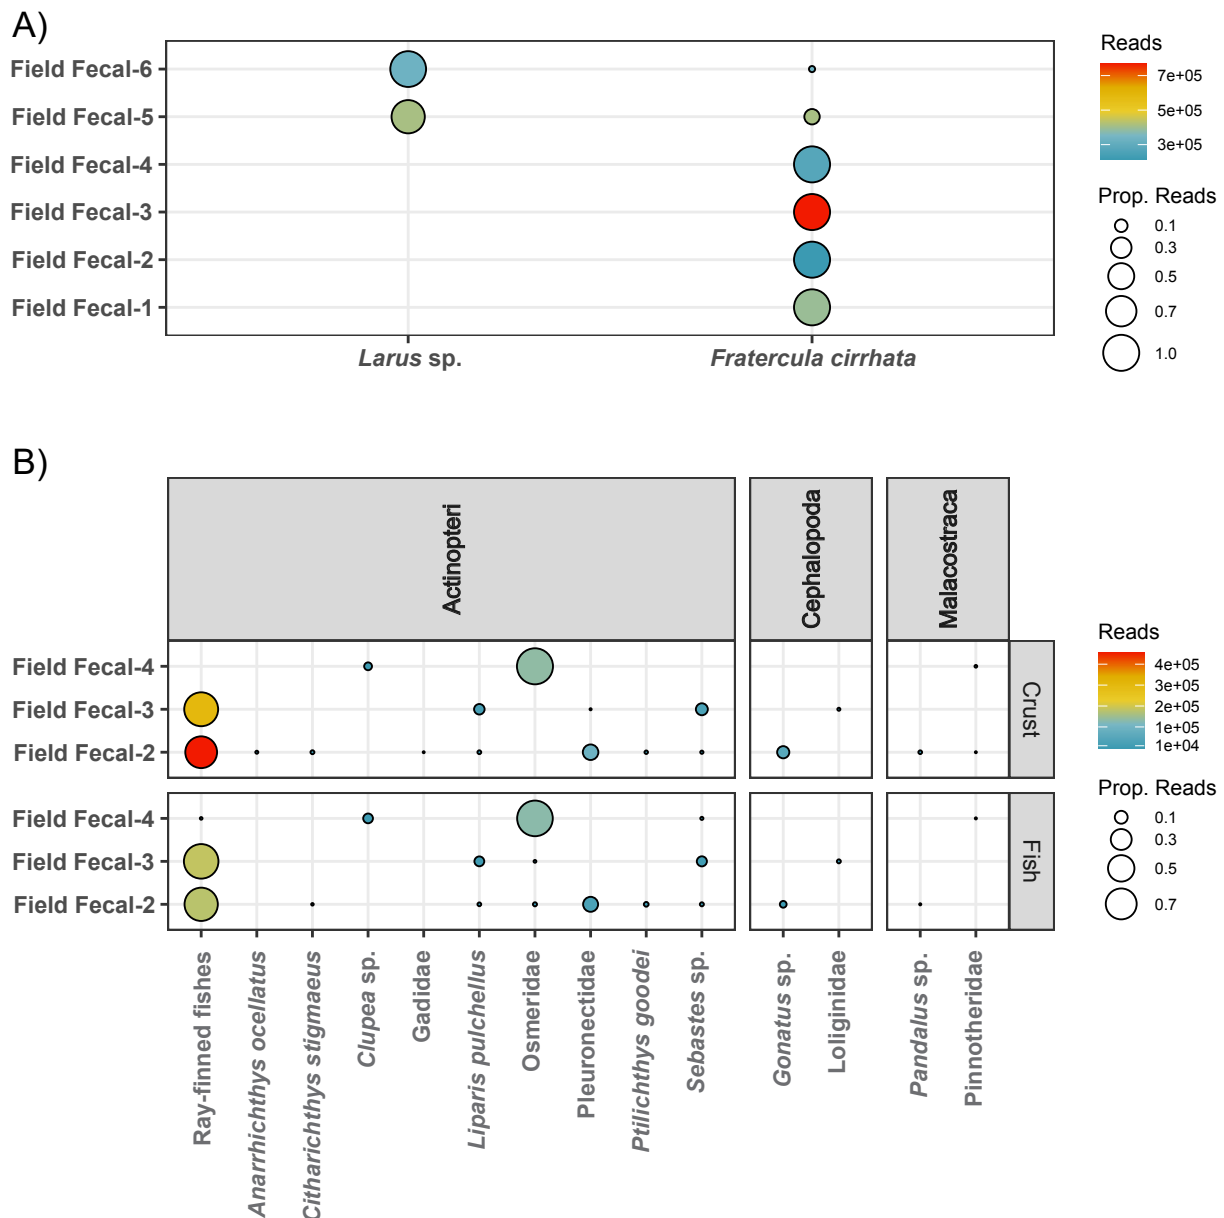 A)
Field Fecal-6
Field Fecal-5
Field Fecal-4
Field Fecal-3
Field Fecal-2
Field Fecal-1
Larus sp.
Fratercula cirrhata
Reads
7e+05
5e+05
3e+05
Prop. Reads
0.1
0.3
0.5
0.7
1.0
B)
Actinopteri
Cephalopoda
Malacostraca
Field Fecal-4
Field Fecal-3
Field Fecal-2
Crust
Field Fecal-4
Field Fecal-3
Field Fecal-2
Fish
Ray-finned fishes
Anarrhichthys ocellatus
Citharichthys stigmaeus
Clupea sp.
Gadidae
Liparis pulchellus
Osmeridae
Pleuronectidae
Ptilichthys goodei
Sebastes sp.
Gonatus sp.
Loliginidae
Pandalus sp.
Pinnotheridae
Reads
4e+05
3e+05
2e+05
1e+05
1e+04
Prop. Reads
0.1
0.3
0.5
0.7